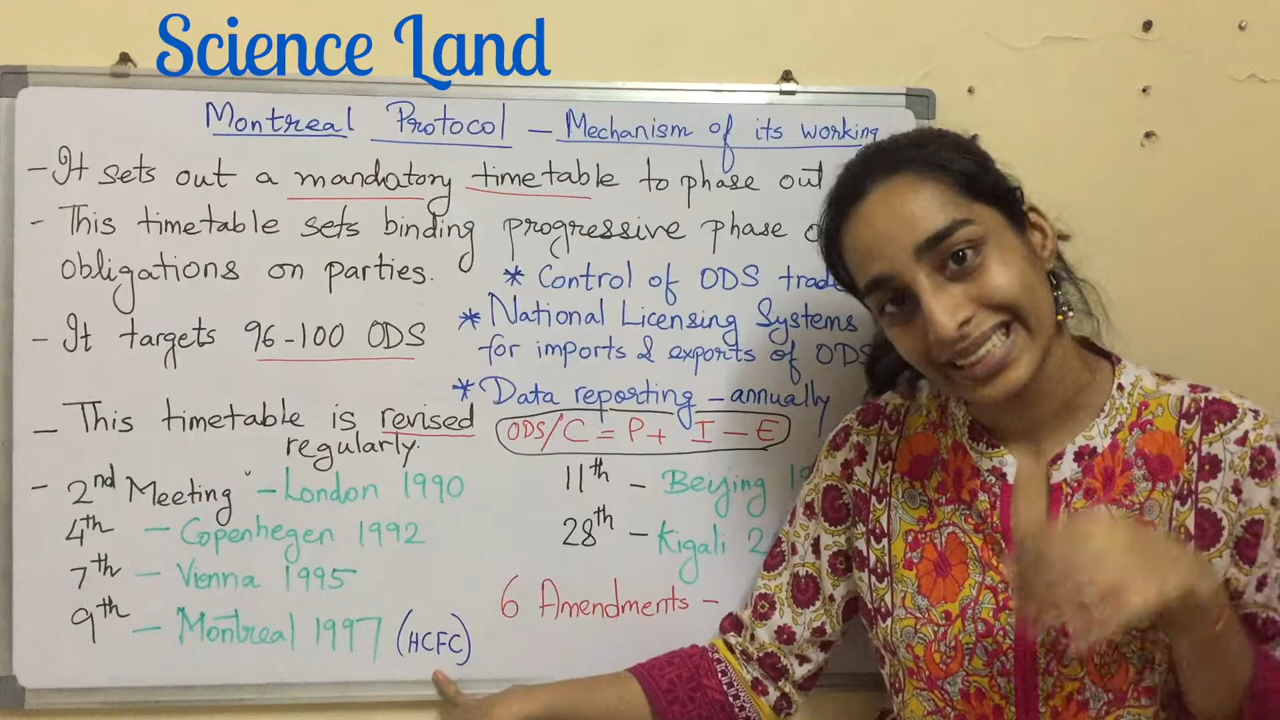 Science Land
Montreal Protocol – Mechanism of its working
- It sets out a mandatory timetable to phase out
- This timetable sets binding progressive phase
obligations on parties.
* Control of ODS trade
- It targets 96-100 ODS
* National Licensing Systems
for imports & exports of ODS
* Data reporting - annually
- This timetable is revised
regularly.
ODS/C = P+ I - E
- 2nd Meeting - London 1990
4th - Copenhegen 1992
7th - Vienna 1995
9th - Montreal 1997 (HCFC)
11th - Beijing
28th - Kigali
6 Amendments -